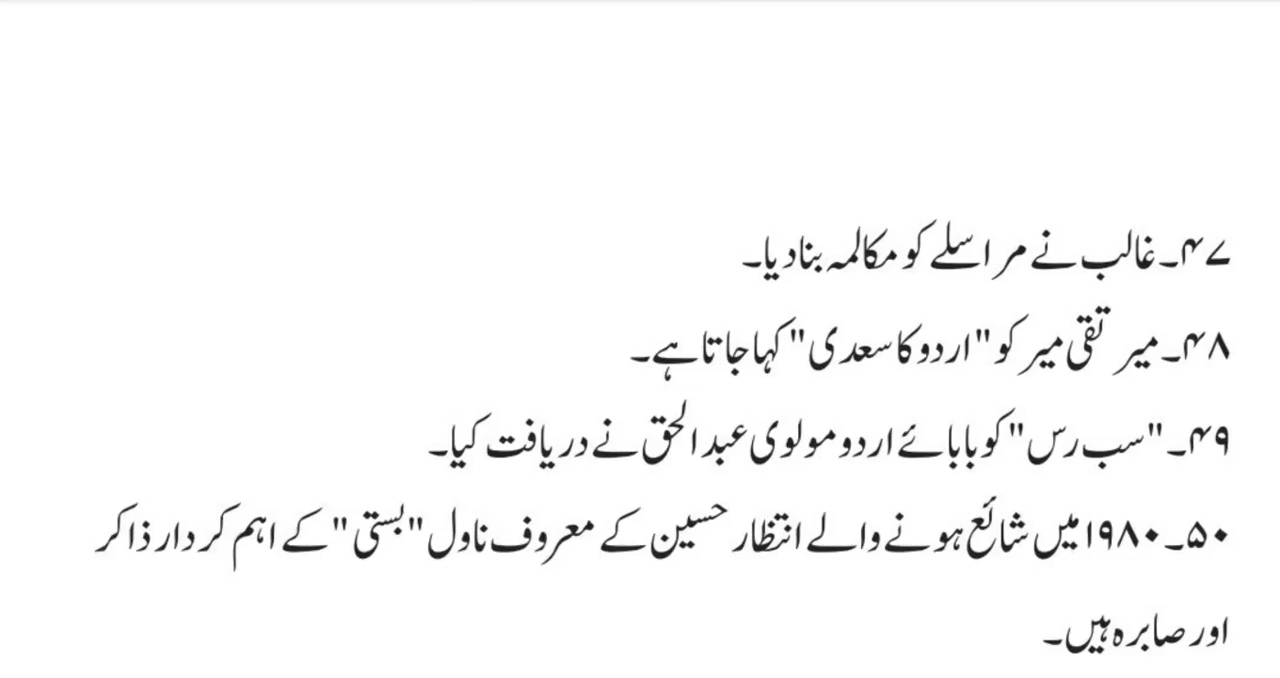 ۴۷۔غالب نے مراسلے کو مکالمہ بنا دیا۔
۴۸۔میر تقی میر کو "اردو کا سعدی" کہا جاتا ہے۔
۴۹۔"سب رس" کو بابائے اردو مولوی عبد الحق نے دریافت کیا۔
۵۰۔۱۹۸۰ میں شائع ہونے والے انتظار حسین کے معروف ناول "بستی" کے اہم کردار ذاکر
اور صابرہ ہیں۔